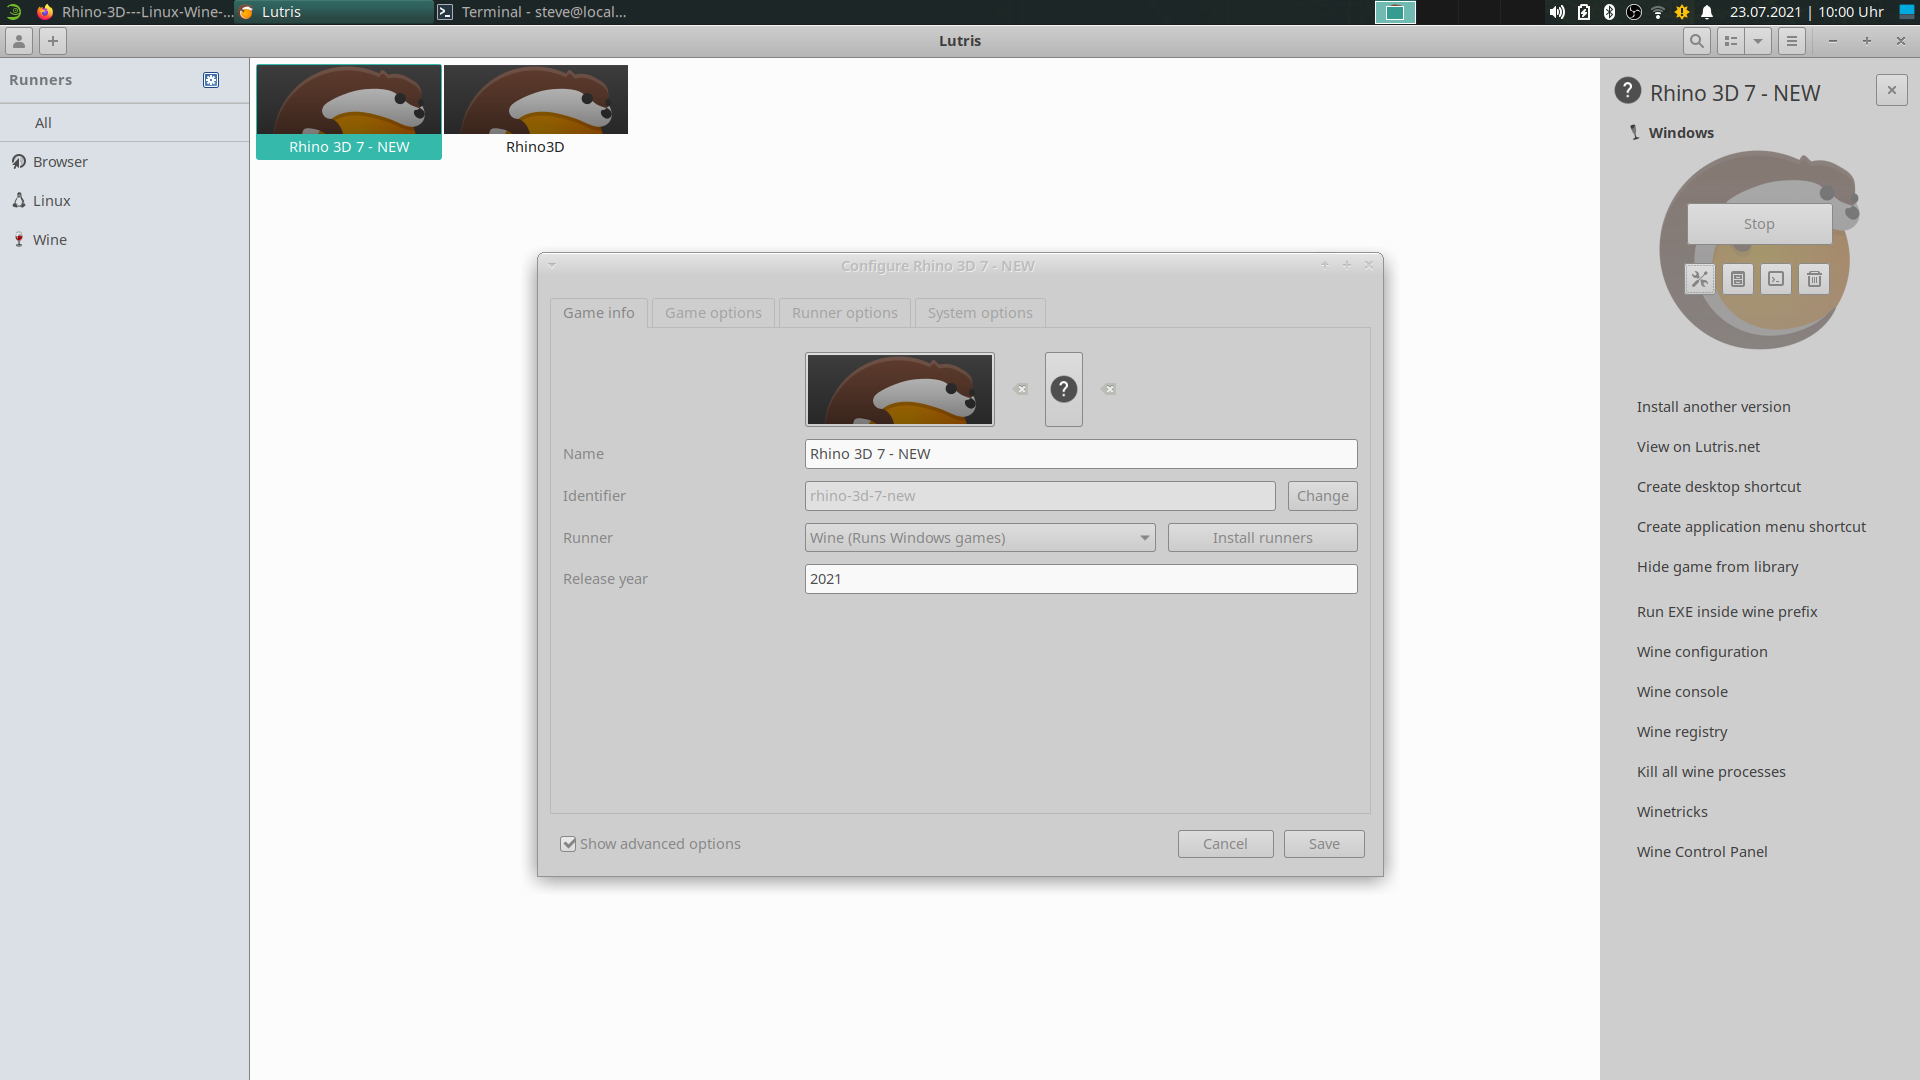 Rhino-3D---Linux-Wine-... Lutris Terminal - steve@local... 23.07.2021 | 10:00 Uhr
Lutris
Runners
All
Browser
Linux
Wine
Rhino 3D 7 - NEW Rhino3D
Configure Rhino 3D 7 - NEW
Game info Game options Runner options System options
?
Name Rhino 3D 7 - NEW
Identifier rhino-3d-7-new Change
Runner Wine (Runs Windows games) Install runners
Release year 2021
Show advanced options Cancel Save
? Rhino 3D 7 - NEW
Windows
Stop
Install another version
View on Lutris.net
Create desktop shortcut
Create application menu shortcut
Hide game from library
Run EXE inside wine prefix
Wine configuration
Wine console
Wine registry
Kill all wine processes
Winetricks
Wine Control Panel